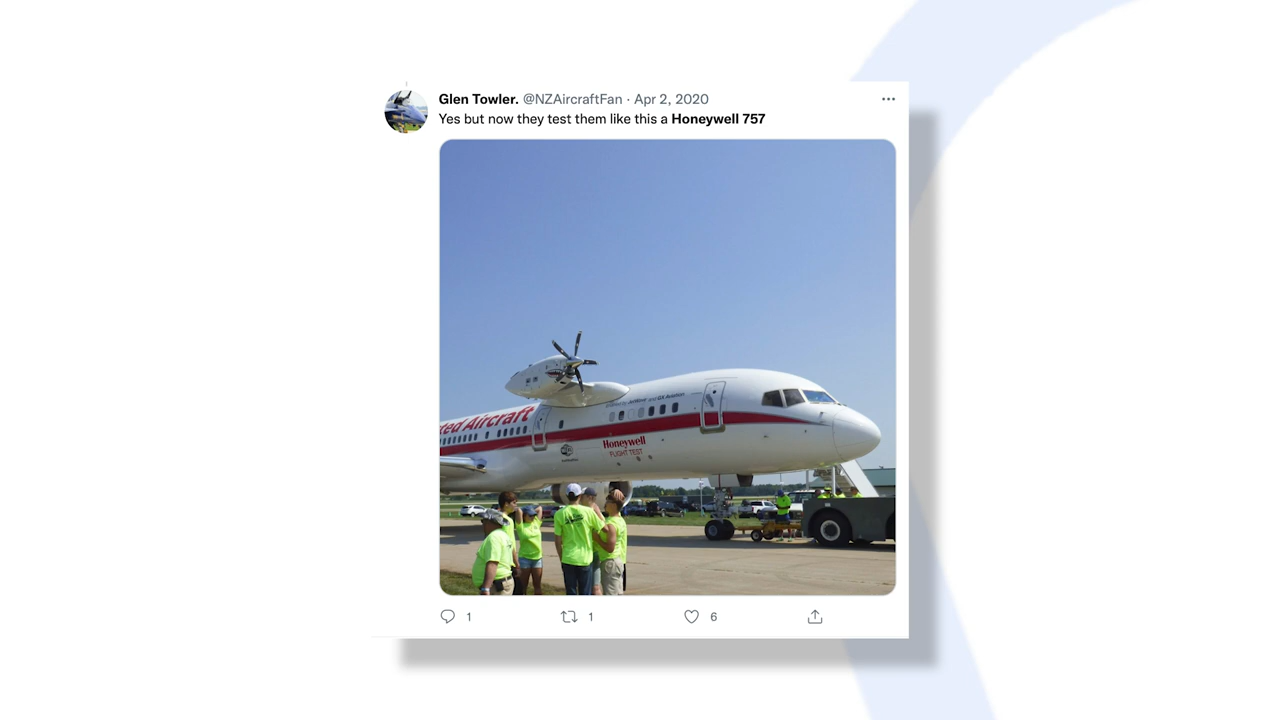 Glen Towler. @NZAircraftFan · Apr 2, 2020
Yes but now they test them like this a Honeywell 757
ted Aircraft
Honeywell
FLIGHT TEST
1
1
6